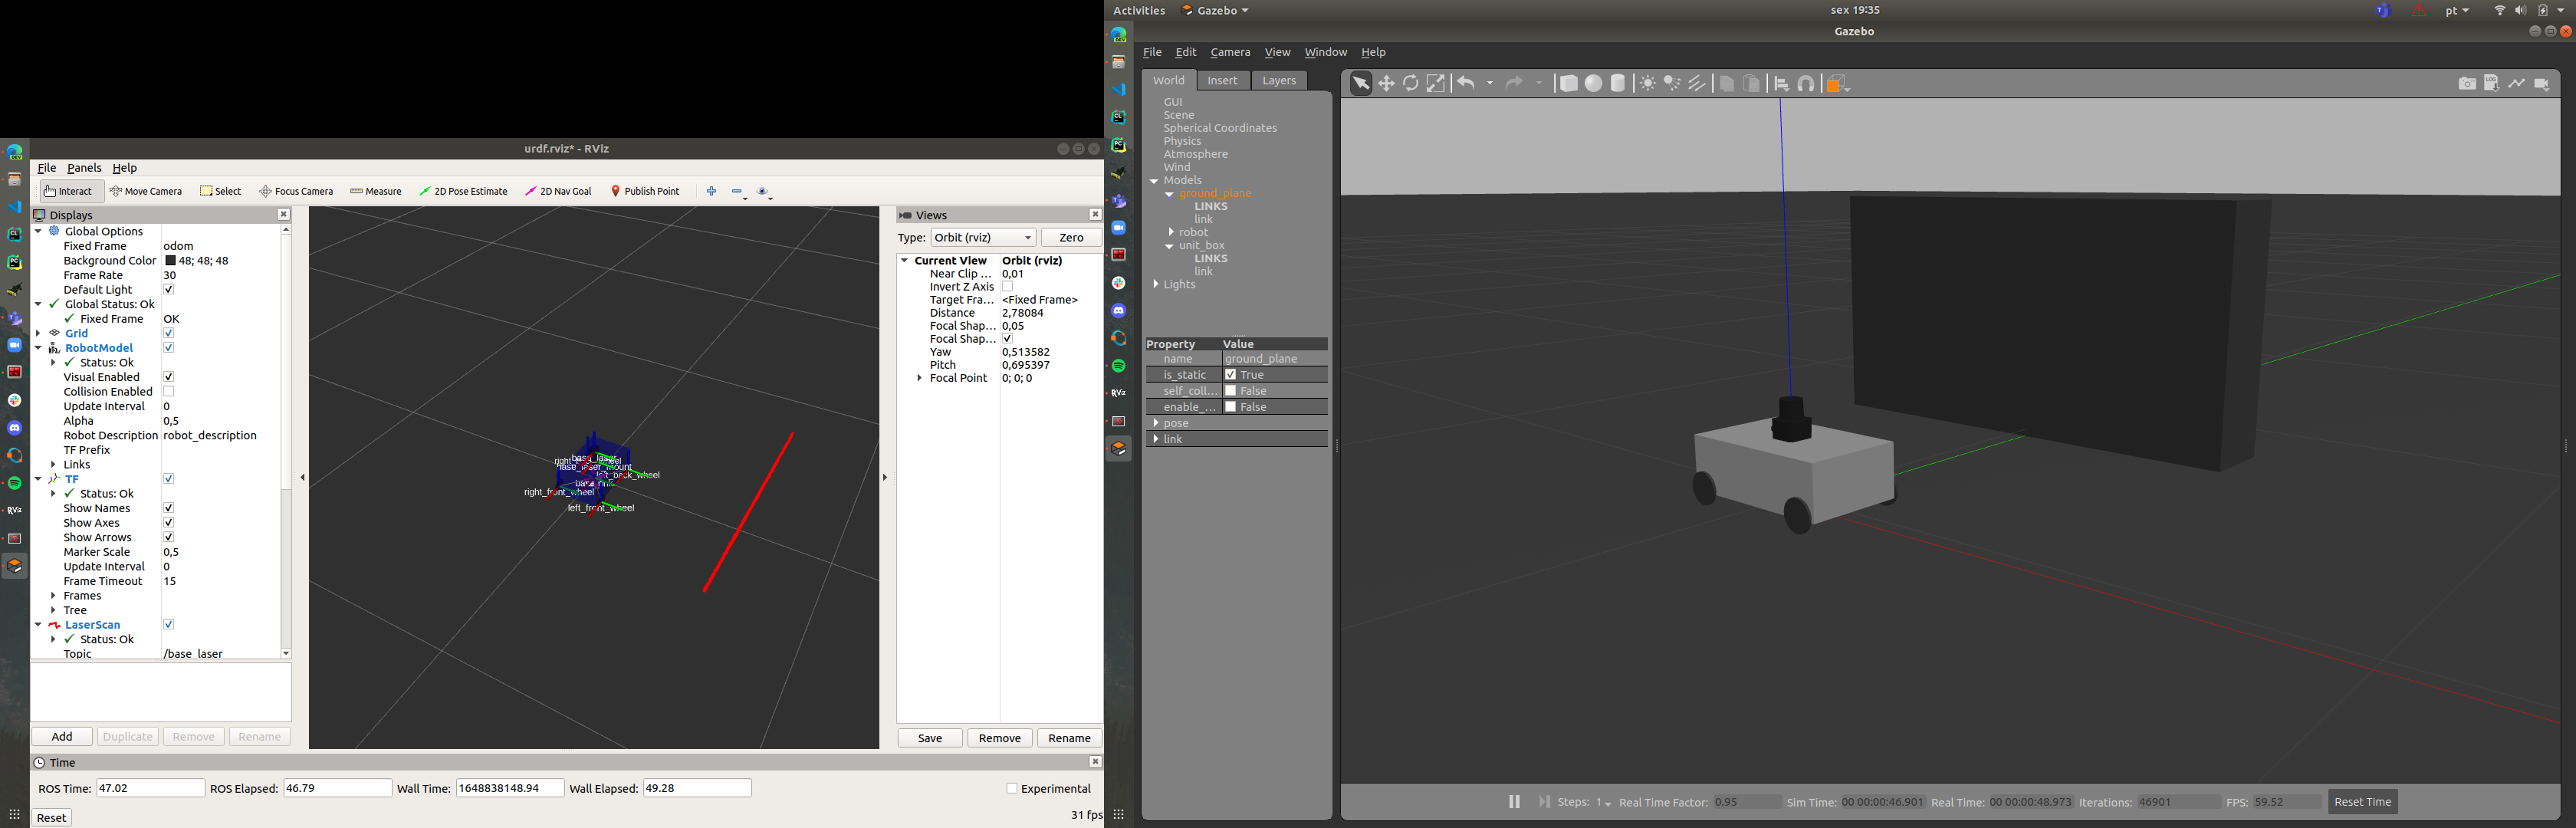 urdf.rviz* - RViz
File Panels Help
Interact Move Camera Select Focus Camera Measure 2D Pose Estimate 2D Nav Goal Publish Point
Displays
Global Options
Fixed Frame odom
Background Color 48; 48; 48
Frame Rate 30
Default Light
Global Status: Ok
Fixed Frame OK
Grid
RobotModel
Status: Ok
Visual Enabled
Collision Enabled
Update Interval 0
Alpha 0,5
Robot Description robot_description
TF Prefix
Links
TF
Status: Ok
Show Names
Show Axes
Show Arrows
Marker Scale 0,5
Update Interval 0
Frame Timeout 15
Frames
Tree
LaserScan
Status: Ok
Topic /base_laser
Add Duplicate Remove Rename
base_laser
base_laser_mount
left_back_wheel
right_front_wheel
left_front_wheel
Views
Type: Orbit (rviz) Zero
Current View Orbit (rviz)
Near Clip ... 0,01
Invert Z Axis
Target Fra... <Fixed Frame>
Distance 2,78084
Focal Shap... 0,05
Focal Shap...
Yaw 0,513582
Pitch 0,695397
Focal Point 0; 0; 0
Save Remove Rename
Time
ROS Time: 47.02 ROS Elapsed: 46.79 Wall Time: 1648838148.94 Wall Elapsed: 49.28 Experimental
Reset 31 fps
Activities Gazebo sex 19:35 pt
Gazebo
File Edit Camera View Window Help
World Insert Layers
GUI
Scene
Spherical Coordinates
Physics
Atmosphere
Wind
Models
ground_plane
LINKS
link
robot
unit_box
LINKS
link
Lights
Property Value
name ground_plane
is_static True
self_coll... False
enable_... False
pose
link
Steps: 1 Real Time Factor: 0.95 Sim Time: 00 00:00:46.901 Real Time: 00 00:00:48.973 Iterations: 46901 FPS: 59.52 Reset Time